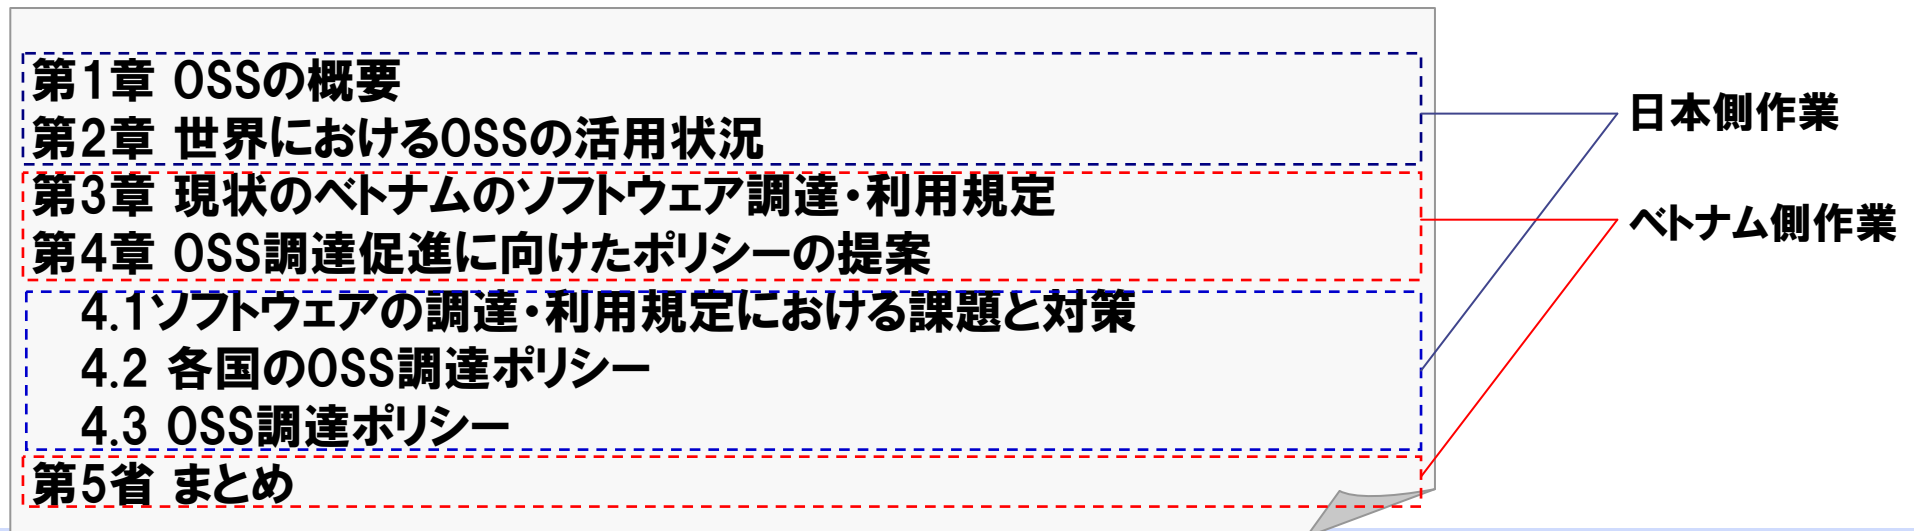 第1章 OSSの概要
第2章 世界におけるOSSの活用状況
第3章 現状のベトナムのソフトウェア調達・利用規定
第4章 OSS調達促進に向けたポリシーの提案
4.1ソフトウェアの調達・利用規定における課題と対策
4.2 各国のOSS調達ポリシー
4.3 OSS調達ポリシー
第5省 まとめ
日本側作業
ベトナム側作業